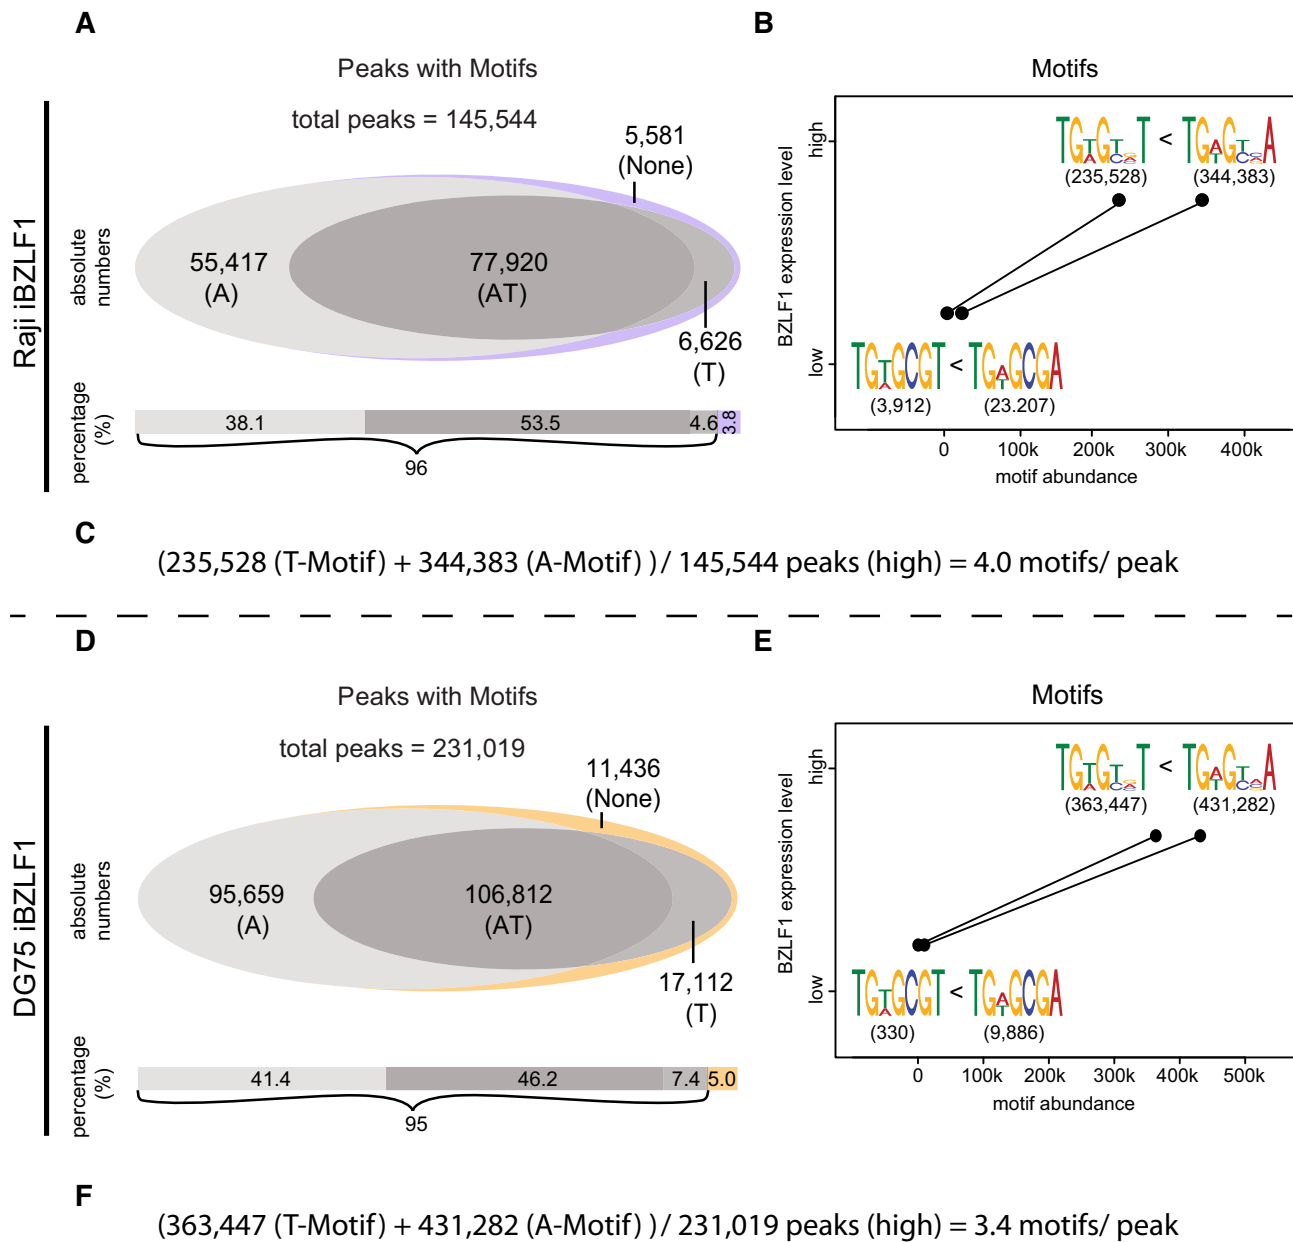 A
Peaks with Motifs
total peaks = 145,544
5,581
(None)
Raji iBZLF1
absolute
numbers
55,417
(A)
77,920
(AT)
6,626
(T)
percentage
(%)
38.1
53.5
4.6
3.8
96
B
Motifs
BZLF1 expression level
high
low
TGTGTCAT < TGAGTCAA
(235,528) (344,383)
TGTGCGT < TGAGCGA
(3,912) (23.207)
0 100k 200k 300k 400k
motif abundance
C
(235,528 (T-Motif) + 344,383 (A-Motif) )/ 145,544 peaks (high) = 4.0 motifs/ peak
D
Peaks with Motifs
total peaks = 231,019
11,436
(None)
DG75 iBZLF1
absolute
numbers
95,659
(A)
106,812
(AT)
17,112
(T)
percentage
(%)
41.4
46.2
7.4
5.0
95
E
Motifs
BZLF1 expression level
high
low
<
(363,447) (431,282)
TGTGCGT < TGAGCGA
(330) (9,886)
0 100k 200k 300k 400k 500k
motif abundance
F
(363,447 (T-Motif) + 431,282 (A-Motif) )/ 231,019 peaks (high) = 3.4 motifs/ peak